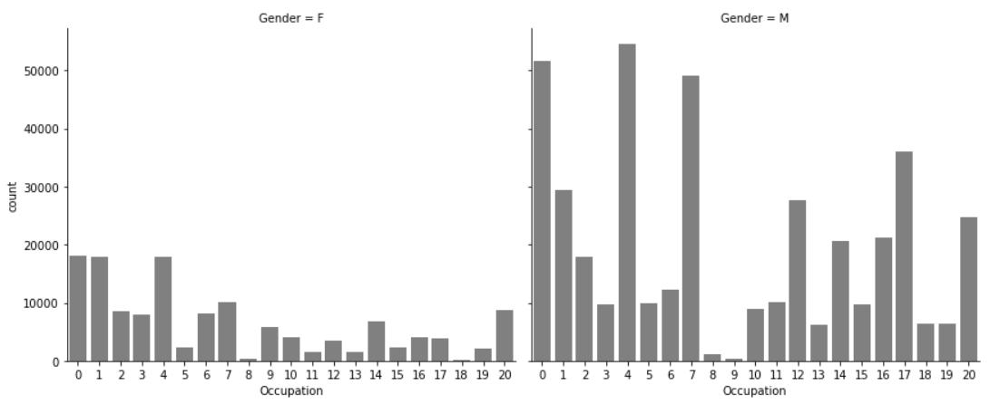 Gender = F
Gender = M
count
50000
40000
30000
20000
10000
0
0 1 2 3 4 5 6 7 8 9 10 11 12 13 14 15 16 17 18 19 20
0 1 2 3 4 5 6 7 8 9 10 11 12 13 14 15 16 17 18 19 20
Occupation
Occupation